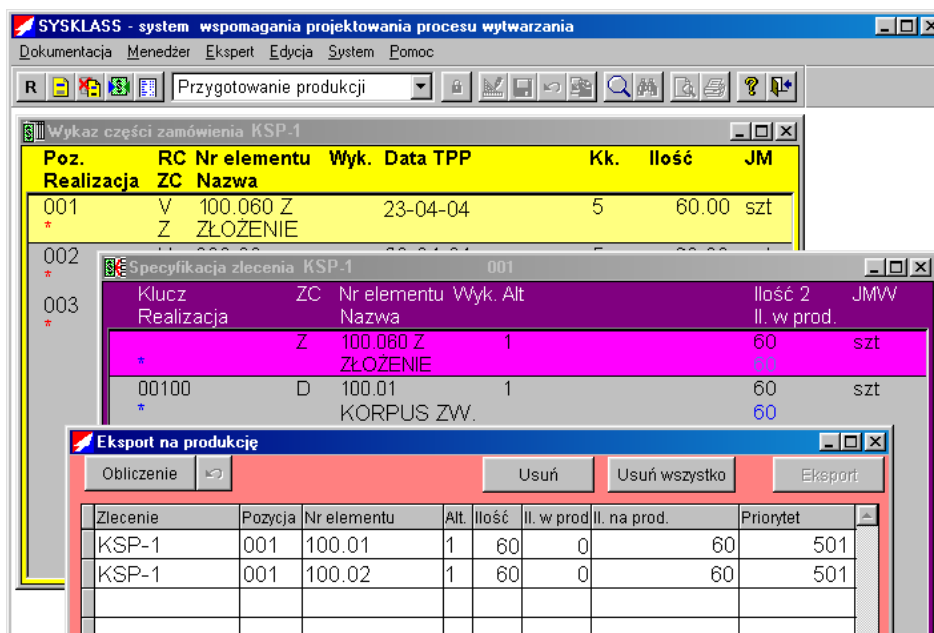 SYSKLASS - system wspomagania projektowania procesu wytwarzania
Dokumentacja Menedżer Ekspert Edycja System Pomoc
R Przygotowanie produkcji
Wykaz części zamówienia KSP-1
Poz. RC Nr elementu Wyk. Data TPP Kk. Ilość JM
Realizacja ZC Nazwa
001 V 100.060 Z 23-04-04 5 60.00 szt
* Z ZŁOŻENIE
002
*
003
*
Specyfikacja zlecenia KSP-1 001
Klucz ZC Nr elementu Wyk. Alt Ilość 2 JMW
Realizacja Nazwa Il. w prod.
Z 100.060 Z 1 60 szt
* ZŁOŻENIE 60
00100 D 100.01 1 60 szt
* KORPUS ZW. 60
Eksport na produkcję
Obliczenie Usuń Usuń wszystko Eksport
Zlecenie Pozycja Nr elementu Alt. Ilość Il. w prod Il. na prod. Priorytet
KSP-1 001 100.01 1 60 0 60 501
KSP-1 001 100.02 1 60 0 60 501